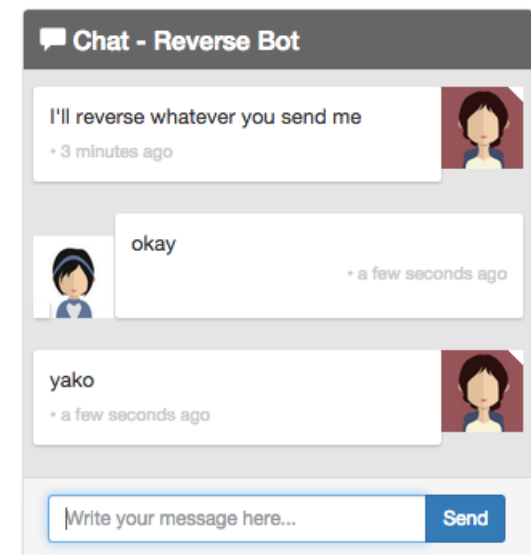 Chat - Reverse Bot
I'll reverse whatever you send me
• 3 minutes ago
okay
• a few seconds ago
yako
• a few seconds ago
Write your message here...
Send